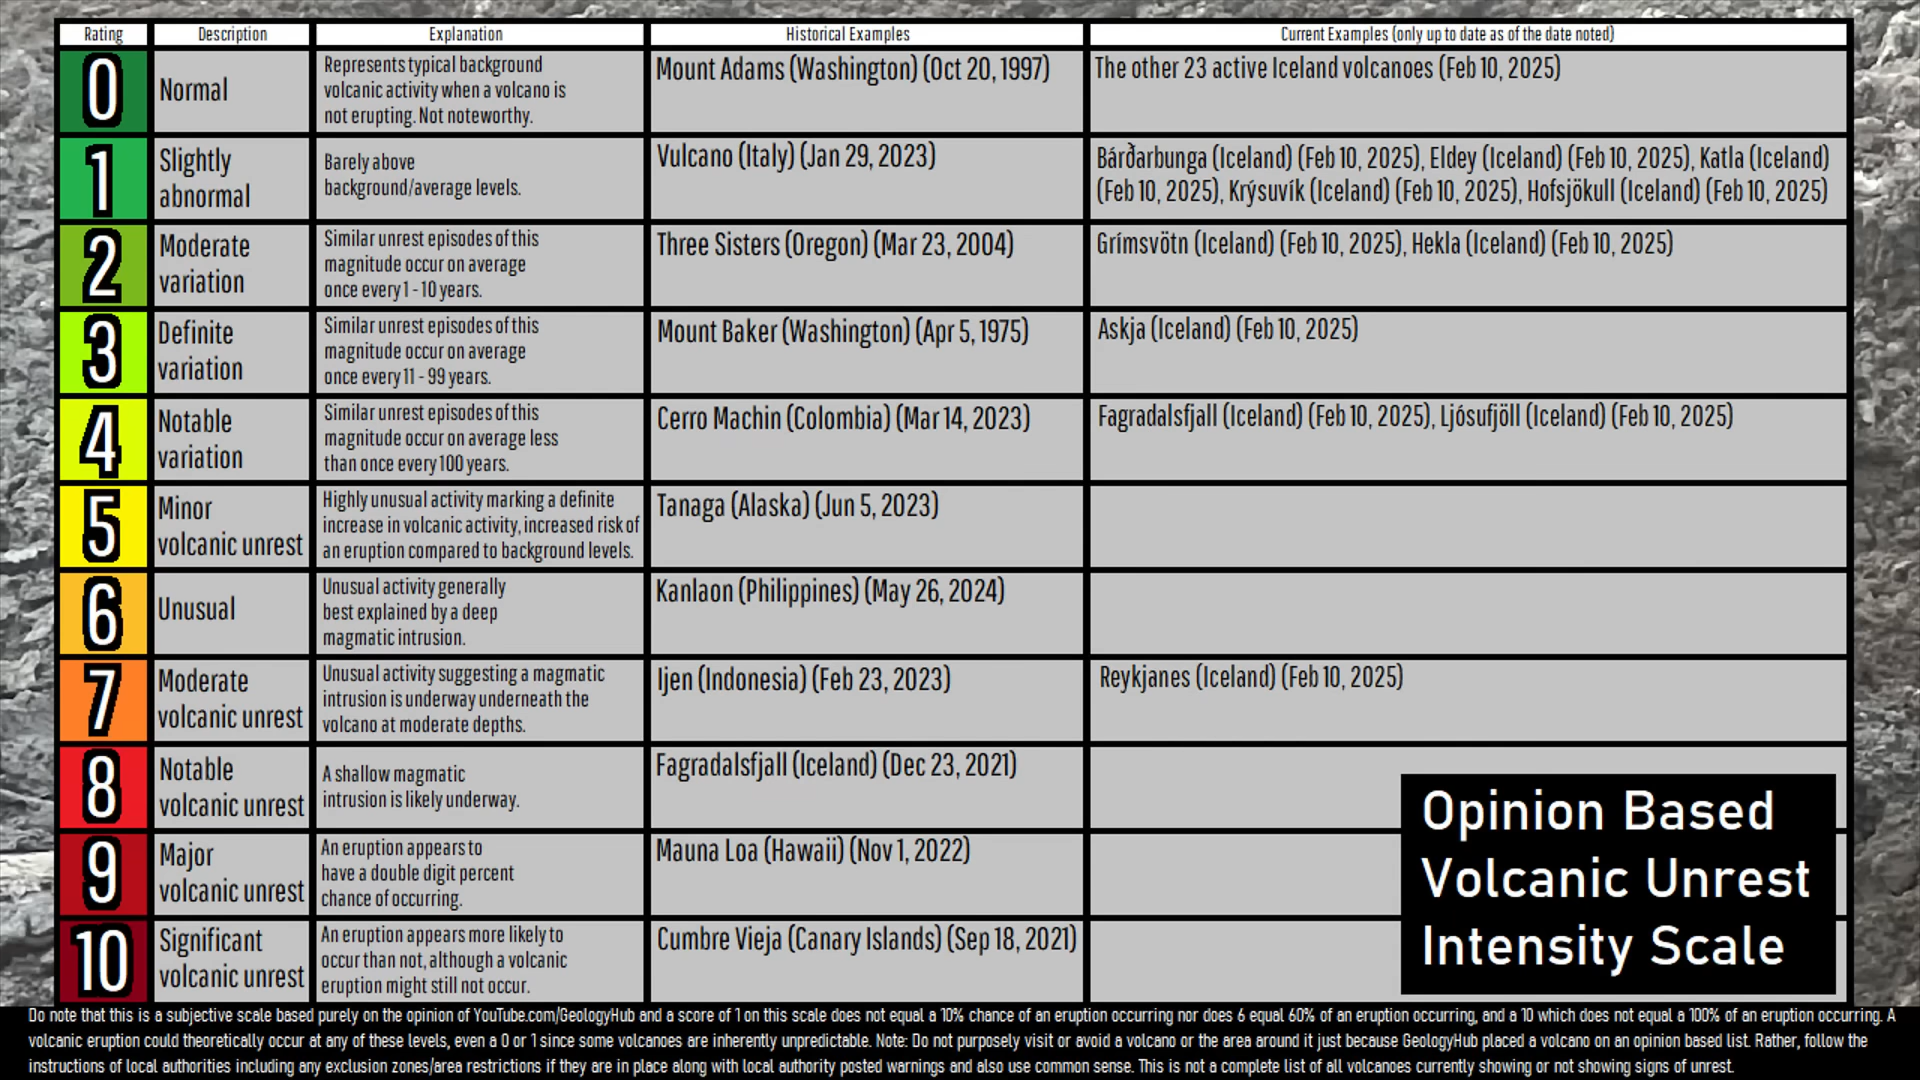 Rating Description Explanation Historical Examples Current Examples (only up to date as of the date noted)
0
Normal
Represents typical background
volcanic activity when a volcano is
not erupting. Not noteworthy.
Mount Adams (Washington) (Oct 20, 1997)
The other 23 active Iceland volcanoes (Feb 10, 2025)
1
Slightly
abnormal
Barely above
background/average levels.
Vulcano (Italy) (Jan 29, 2023)
Bárðarbunga (Iceland) (Feb 10, 2025), Eldey (Iceland) (Feb 10, 2025), Katla (Iceland)
(Feb 10, 2025), Krýsuvík (Iceland) (Feb 10, 2025), Hofsjökull (Iceland) (Feb 10, 2025)
2
Moderate
variation
Similar unrest episodes of this
magnitude occur on average
once every 1 - 10 years.
Three Sisters (Oregon) (Mar 23, 2004)
Grímsvötn (Iceland) (Feb 10, 2025), Hekla (Iceland) (Feb 10, 2025)
3
Definite
variation
Similar unrest episodes of this
magnitude occur on average
once every 11 - 99 years.
Mount Baker (Washington) (Apr 5, 1975)
Askja (Iceland) (Feb 10, 2025)
4
Notable
variation
Similar unrest episodes of this
magnitude occur on average less
than once every 100 years.
Cerro Machin (Colombia) (Mar 14, 2023)
Fagradalsfjall (Iceland) (Feb 10, 2025), Ljósufjöll (Iceland) (Feb 10, 2025)
5
Minor
volcanic unrest
Highly unusual activity marking a definite
increase in volcanic activity, increased risk of
an eruption compared to background levels.
Tanaga (Alaska) (Jun 5, 2023)
6
Unusual
Unusual activity generally
best explained by a deep
magmatic intrusion.
Kanlaon (Philippines) (May 26, 2024)
7
Moderate
volcanic unrest
Unusual activity suggesting a magmatic
intrusion is underway underneath the
volcano at moderate depths.
Ijen (Indonesia) (Feb 23, 2023)
Reykjanes (Iceland) (Feb 10, 2025)
8
Notable
volcanic unrest
A shallow magmatic
intrusion is likely underway.
Fagradalsfjall (Iceland) (Dec 23, 2021)
9
Major
volcanic unrest
An eruption appears to
have a double digit percent
chance of occurring.
Mauna Loa (Hawaii) (Nov 1, 2022)
10
Significant
volcanic unrest
An eruption appears more likely to
occur than not, although a volcanic
eruption might still not occur.
Cumbre Vieja (Canary Islands) (Sep 18, 2021)
Opinion Based
Volcanic Unrest
Intensity Scale
Do note that this is a subjective scale based purely on the opinion of YouTube.com/GeologyHub and a score of 1 on this scale does not equal a 10% chance of an eruption occurring nor does 6 equal 60% of an eruption occurring, and a 10 which does not equal a 100% of an eruption occurring. A
volcanic eruption could theoretically occur at any of these levels, even a 0 or 1 since some volcanoes are inherently unpredictable. Note: Do not purposely visit or avoid a volcano or the area around it just because GeologyHub placed a volcano on an opinion based list. Rather, follow the
instructions of local authorities including any exclusion zones/area restrictions if they are in place along with local authority posted warnings and also use common sense. This is not a complete list of all volcanoes currently showing or not showing signs of unrest.